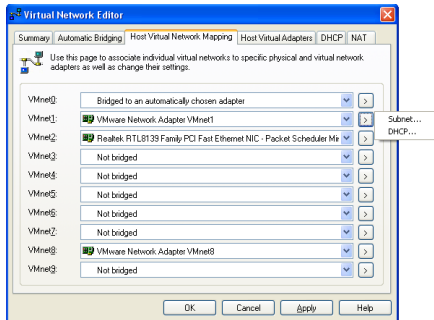 Virtual Network Editor
Summary Automatic Bridging Host Virtual Network Mapping Host Virtual Adapters DHCP NAT
Use this page to associate individual virtual networks to specific physical and virtual network
adapters as well as change their settings.
VMnet0: Bridged to an automatically chosen adapter >
VMnet1: VMware Network Adapter VMnet1 > Subnet...
DHCP...
VMnet2: Realtek RTL8139 Family PCI Fast Ethernet NIC - Packet Scheduler Mir >
VMnet3: Not bridged >
VMnet4: Not bridged >
VMnet5: Not bridged >
VMnet6: Not bridged >
VMnet7: Not bridged >
VMnet8: VMware Network Adapter VMnet8 >
VMnet9: Not bridged >
OK Cancel Apply Help